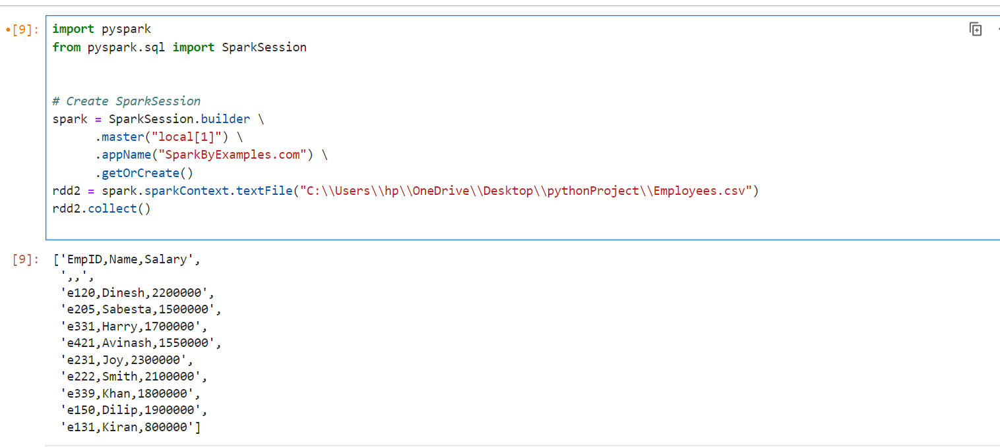 •[9]:
import pyspark
from pyspark.sql import SparkSession
# Create SparkSession
spark = SparkSession.builder \
      .master("local[1]") \
      .appName("SparkByExamples.com") \
      .getOrCreate()
rdd2 = spark.sparkContext.textFile("C:\\Users\\hp\\OneDrive\\Desktop\\pythonProject\\Employees.csv")
rdd2.collect()
[9]:
['EmpID,Name,Salary',
 ',,',
 'e120,Dinesh,2200000',
 'e205,Sabesta,1500000',
 'e331,Harry,1700000',
 'e421,Avinash,1550000',
 'e231,Joy,2300000',
 'e222,Smith,2100000',
 'e339,Khan,1800000',
 'e150,Dilip,1900000',
 'e131,Kiran,800000']